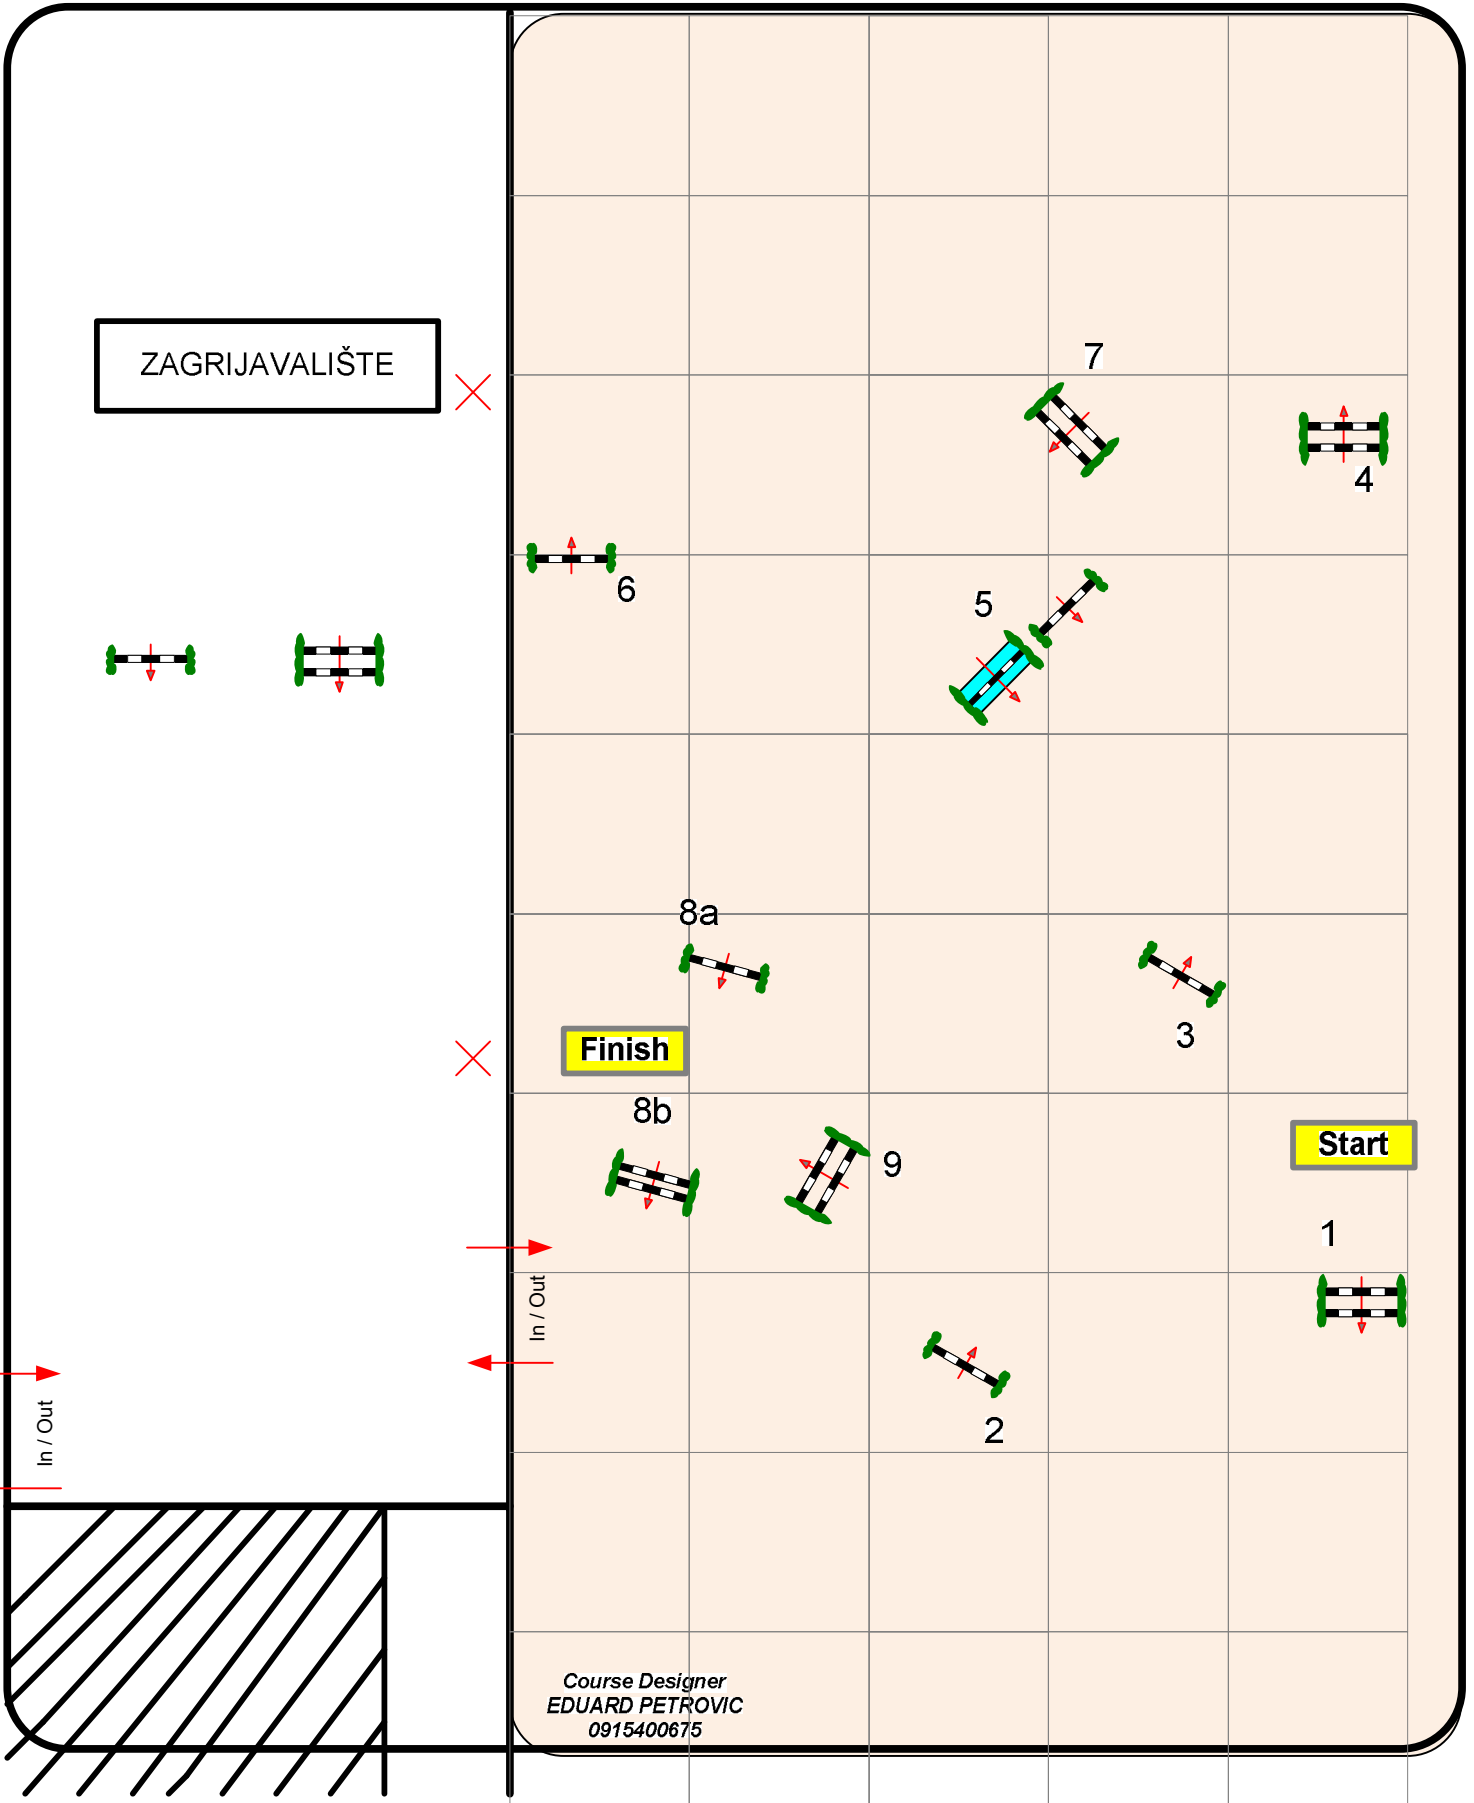 7
ZAGRIJAVALIŠTE
4
6
5
8a
3
Finish
8b
Start
9
1
In / Out
2
In / Out
Course Designer
EDUARD PETROVIC
0915400675